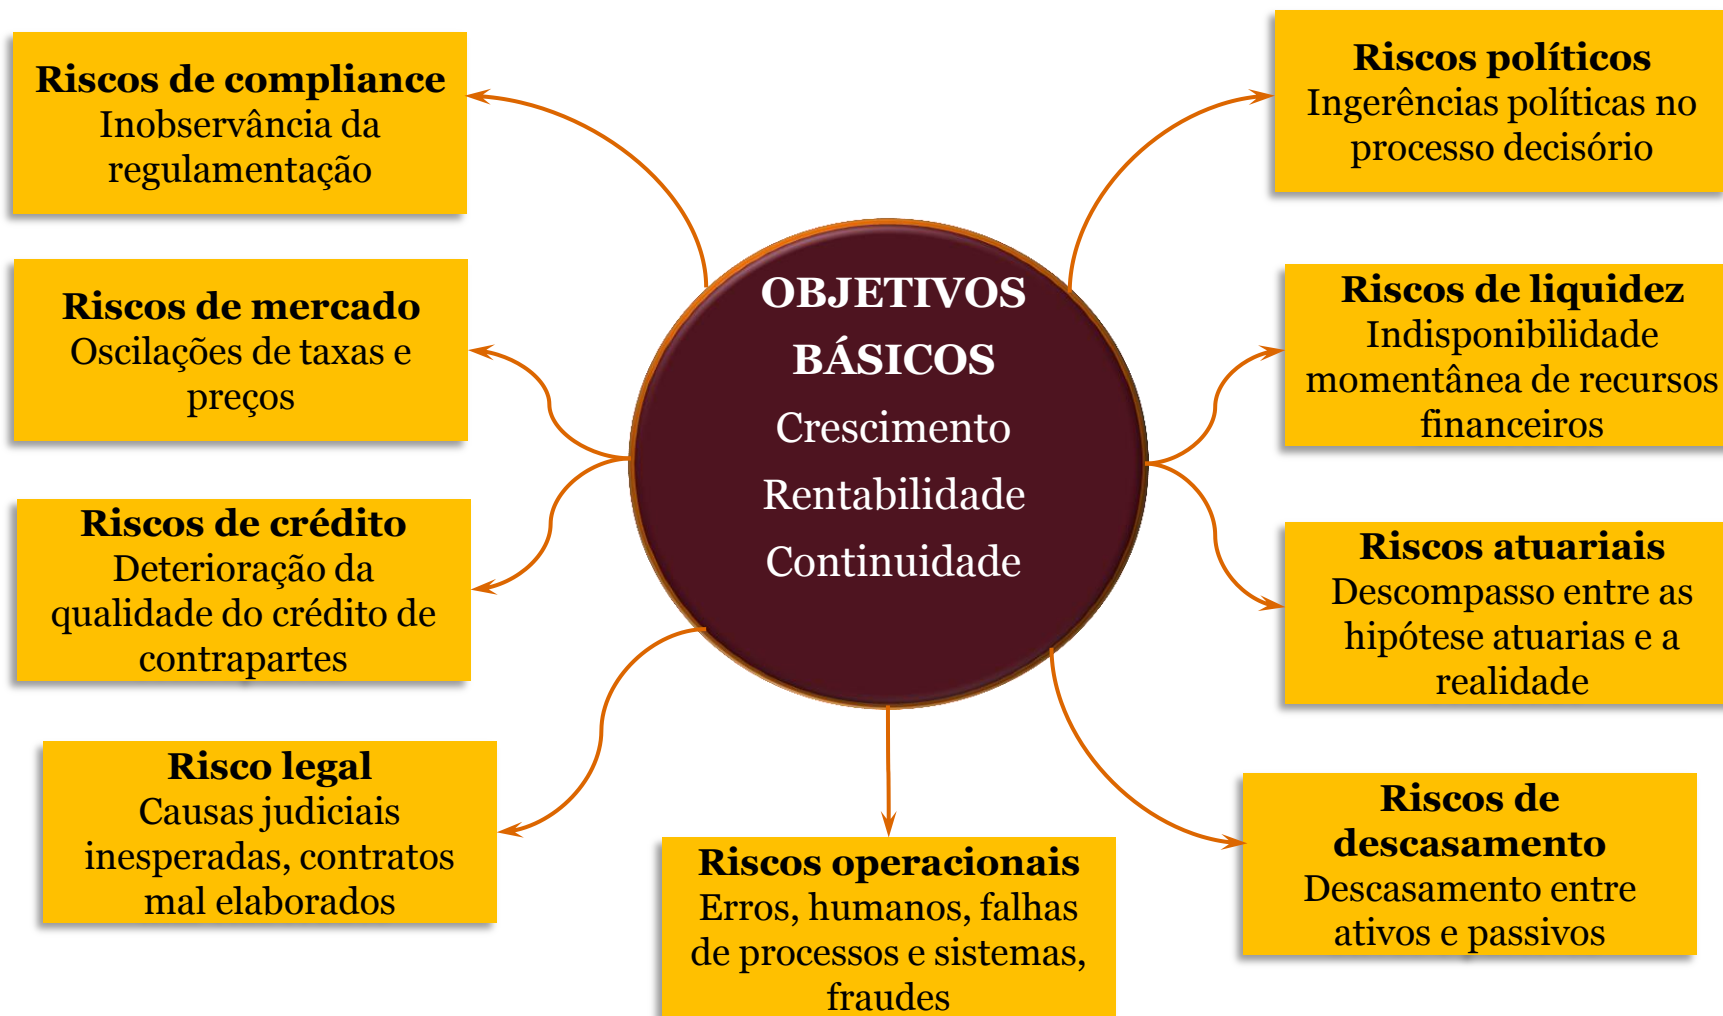 Riscos de compliance
Inobservância da
regulamentação
Riscos de mercado
Oscilações de taxas e
preços
Riscos de crédito
Deterioração da
qualidade do crédito de
contrapartes
Risco legal
Causas judiciais
inesperadas, contratos
mal elaborados
OBJETIVOS
BÁSICOS
Crescimento
Rentabilidade
Continuidade
Riscos operacionais
Erros, humanos, falhas
de processos e sistemas,
fraudes
Riscos políticos
Ingerências políticas no
processo decisório
Riscos de liquidez
Indisponibilidade
momentânea de recursos
financeiros
Riscos atuariais
Descompasso entre as
hipótese atuarias e a
realidade
Riscos de
descasamento
Descasamento entre
ativos e passivos